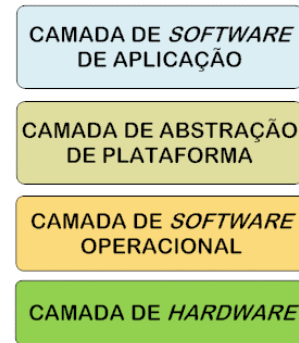 CAMADA DE SOFTWARE
DE APLICAÇÃO
CAMADA DE ABSTRAÇÃO
DE PLATAFORMA
CAMADA DE SOFTWARE
OPERACIONAL
CAMADA DE HARDWARE